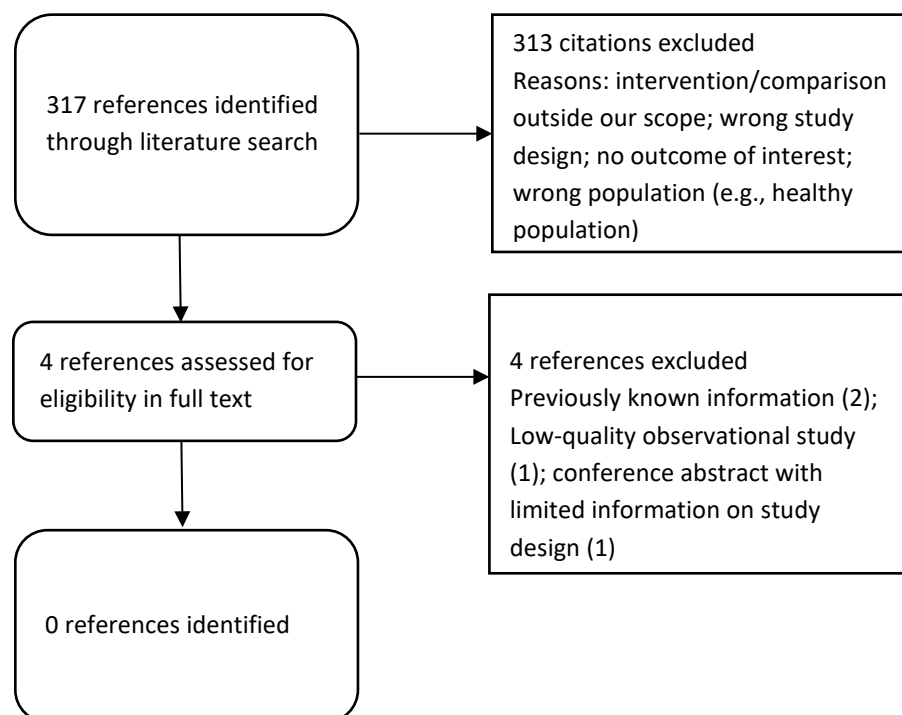 317 references identified
through literature search
313 citations excluded
Reasons: intervention/comparison
outside our scope; wrong study
design; no outcome of interest;
wrong population (e.g., healthy
population)
4 references assessed for
eligibility in full text
4 references excluded
Previously known information (2);
Low-quality observational study
(1); conference abstract with
limited information on study
design (1)
0 references identified